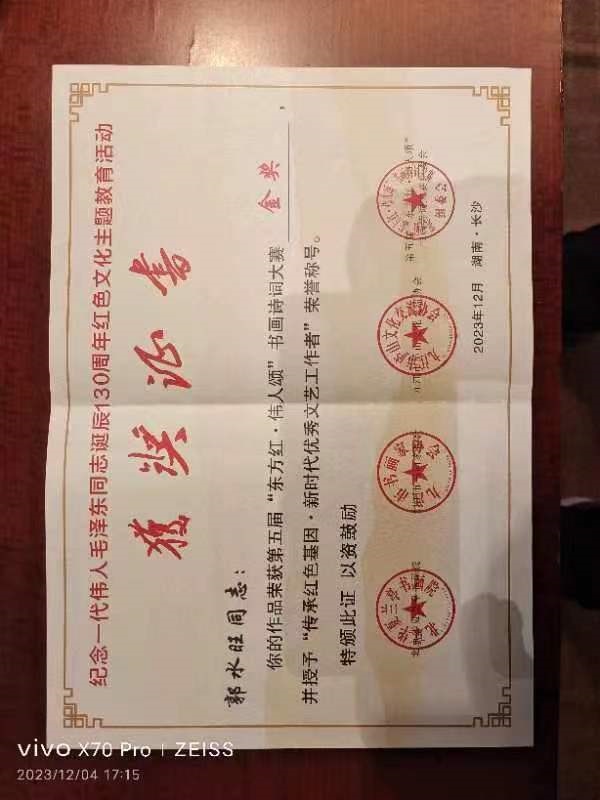 纪念一代伟人毛泽东同志诞辰130周年红色文化主题教育活动
获奖证书
郭水旺同志：
你的作品荣获第五届“东方红·伟人颂”书画诗词大赛 金奖 ，
并授予“传承红色基因·新时代优秀文艺工作者”荣誉称号。
特颁此证 以资鼓励
组委会
2023年12月 湖南·长沙
vivo X70 Pro | ZEISS
2023/12/04 17:15